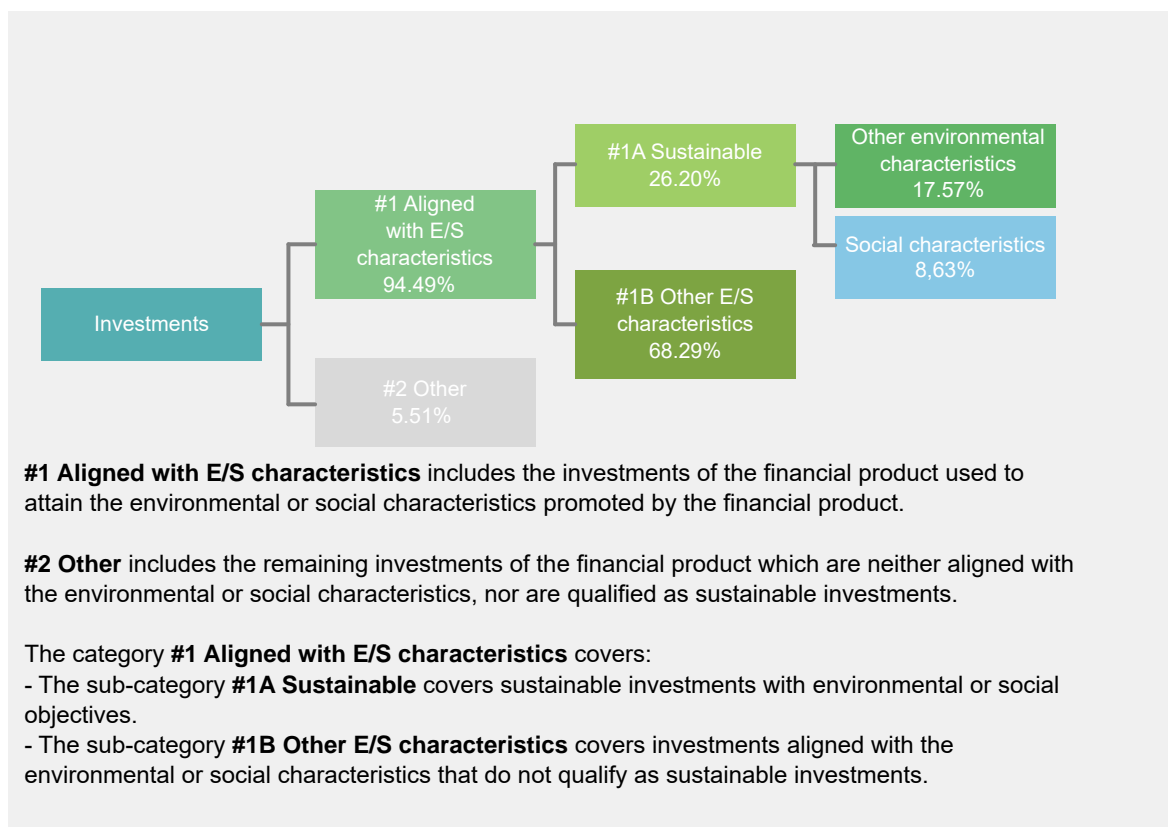 Investments
#1 Aligned
with E/S
characteristics
94.49%
#2 Other
5.51%
#1A Sustainable
26.20%
#1B Other E/S
characteristics
68.29%
Other environmental
characteristics
17.57%
Social characteristics
8,63%
#1 Aligned with E/S characteristics includes the investments of the financial product used to
attain the environmental or social characteristics promoted by the financial product.
#2 Other includes the remaining investments of the financial product which are neither aligned with
the environmental or social characteristics, nor are qualified as sustainable investments.
The category #1 Aligned with E/S characteristics covers:
- The sub-category #1A Sustainable covers sustainable investments with environmental or social
objectives.
- The sub-category #1B Other E/S characteristics covers investments aligned with the
environmental or social characteristics that do not qualify as sustainable investments.